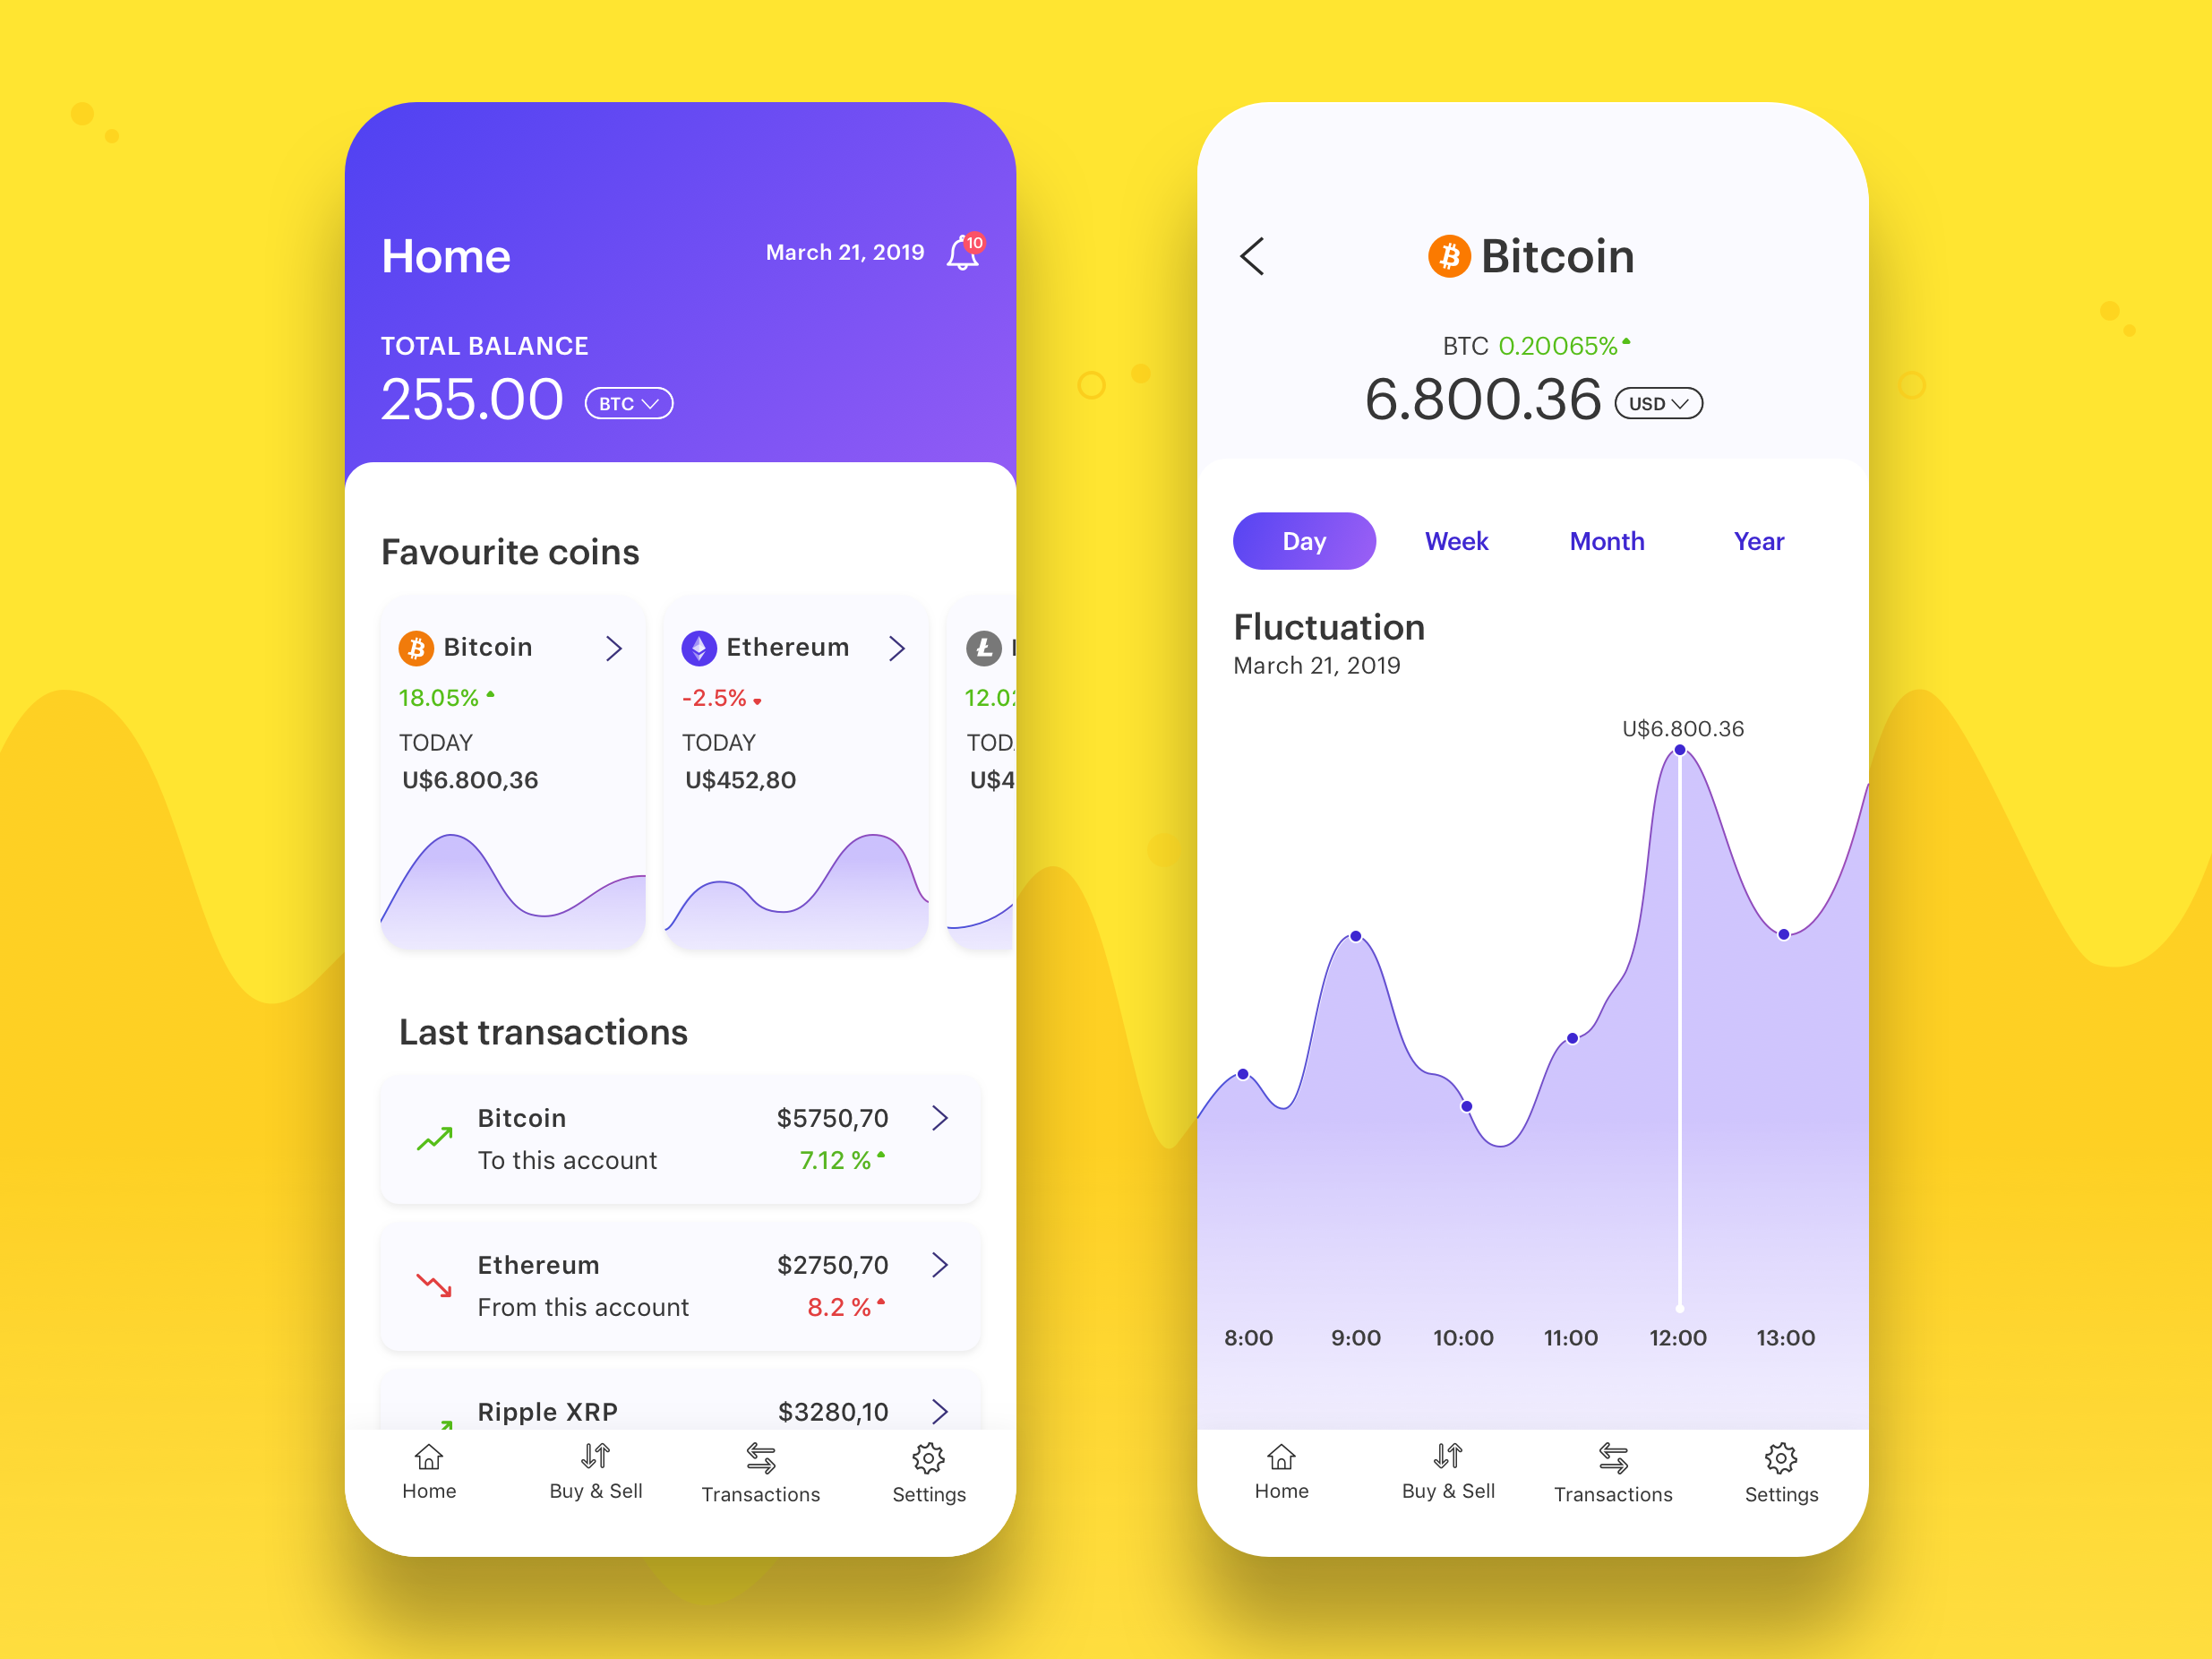 Home
March 21, 2019
10
TOTAL BALANCE
255.00 BTC
Favourite coins
Bitcoin
18.05%
TODAY
U$6.800,36
Ethereum
-2.5%
TODAY
U$452,80
12.0
TOD
U$4
Last transactions
Bitcoin $5750,70
To this account 7.12 %
Ethereum $2750,70
From this account 8.2 %
Ripple XRP $3280,10
Home Buy & Sell Transactions Settings
Bitcoin
BTC 0.20065%
6.800.36 USD
Day Week Month Year
Fluctuation
March 21, 2019
U$6.800.36
8:00 9:00 10:00 11:00 12:00 13:00
Home Buy & Sell Transactions Settings